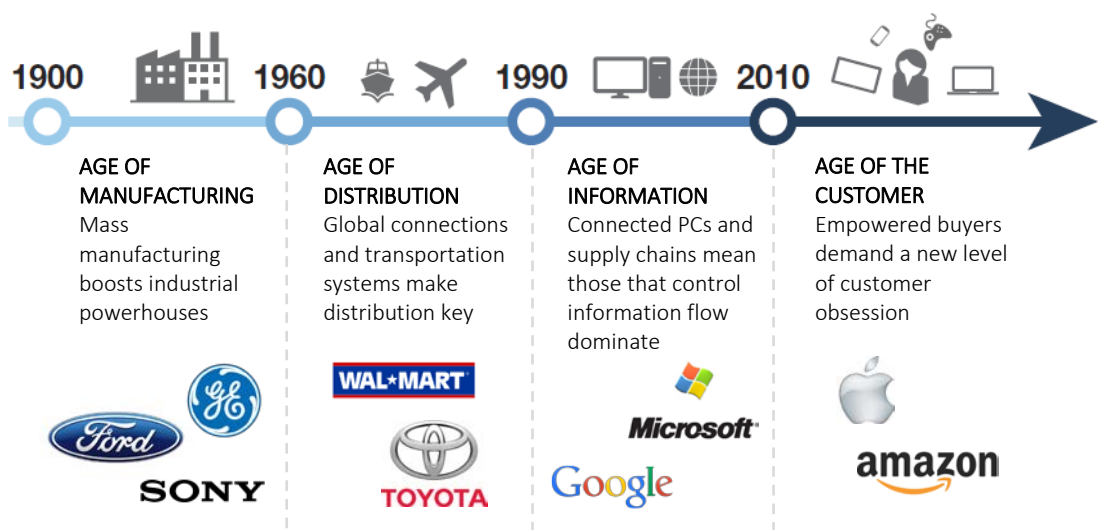 1900
1960
1990
2010
AGE OF
MANUFACTURING
Mass
manufacturing
boosts industrial
powerhouses
AGE OF
DISTRIBUTION
Global connections
and transportation
systems make
distribution key
AGE OF
INFORMATION
Connected PCs and
supply chains mean
those that control
information flow
dominate
AGE OF THE
CUSTOMER
Empowered buyers
demand a new level
of customer
obsession
GE
Ford
SONY
WAL★MART
TOYOTA
Microsoft
Google
amazon